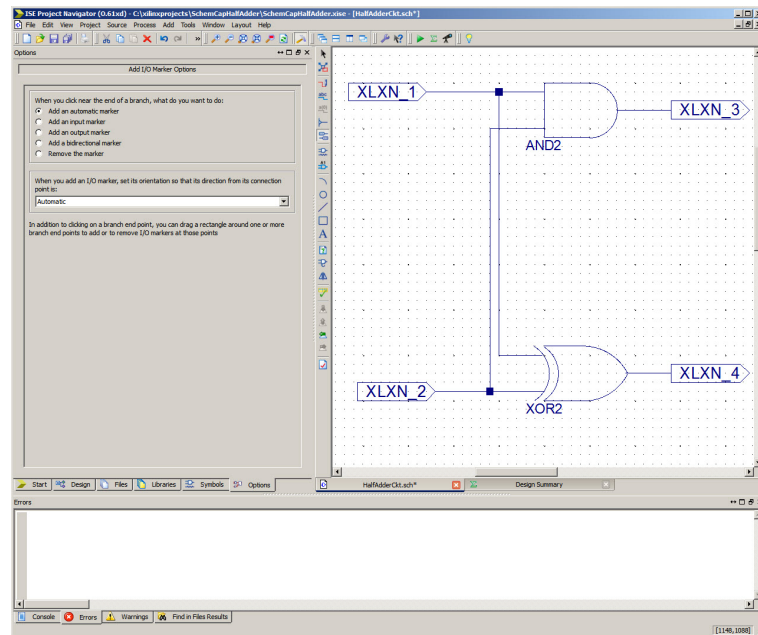 ISE Project Navigator (0.61xd) - C:\xilinxprojects\SchemCapHalfAdder\SchemCapHalfAdder.xise - [HalfAdderCkt.sch*]
File Edit View Project Source Process Add Tools Window Layout Help
Options
Add I/O Marker Options
When you click near the end of a branch, what do you want to do:
Add an automatic marker
Add an input marker
Add an output marker
Add a bidirectional marker
Remove the marker
When you add an I/O marker, set its orientation so that its direction from its connection
point is:
Automatic
In addition to clicking on a branch end point, you can drag a rectangle around one or more
branch end points to add or to remove I/O markers at those points
XLXN_1
XLXN_3
AND2
XLXN_2
XLXN_4
XOR2
Start Design Files Libraries Symbols Options
HalfAdderCkt.sch* Design Summary
Errors
Console Errors Warnings Find in Files Results
[1148,1088]